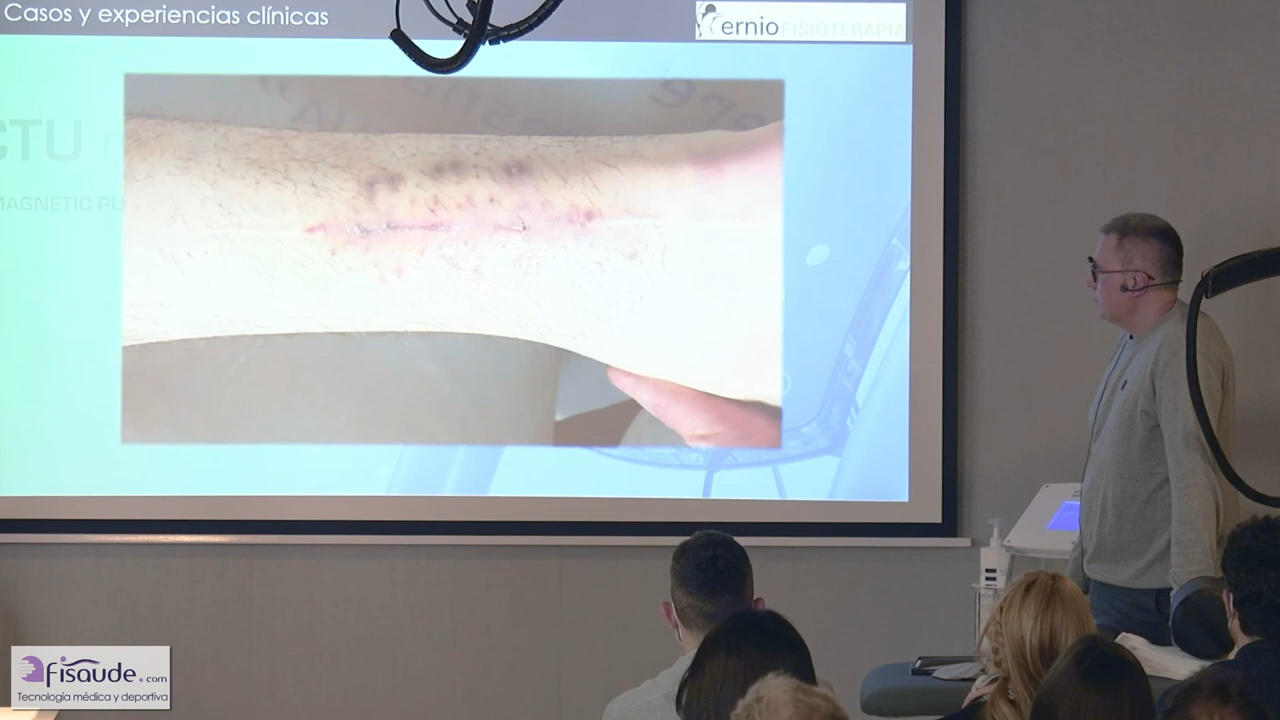 Casos y experiencias clínicas
ernio FISIOTERAPIA
CTU
MAGNETIC PU
fisaude.com
Tecnología médica y deportiva